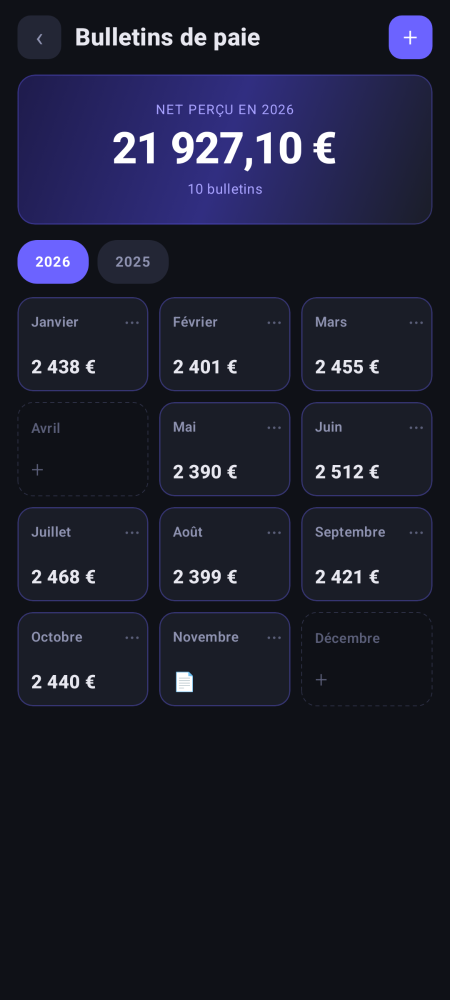 ‹ Bulletins de paie +
NET PERÇU EN 2026
21 927,10 €
10 bulletins
2026 2025
Janvier ··· Février ··· Mars ···
2 438 € 2 401 € 2 455 €
Avril Mai ··· Juin ···
+ 2 390 € 2 512 €
Juillet ··· Août ··· Septembre ···
2 468 € 2 399 € 2 421 €
Octobre ··· Novembre ··· Décembre
2 440 € +